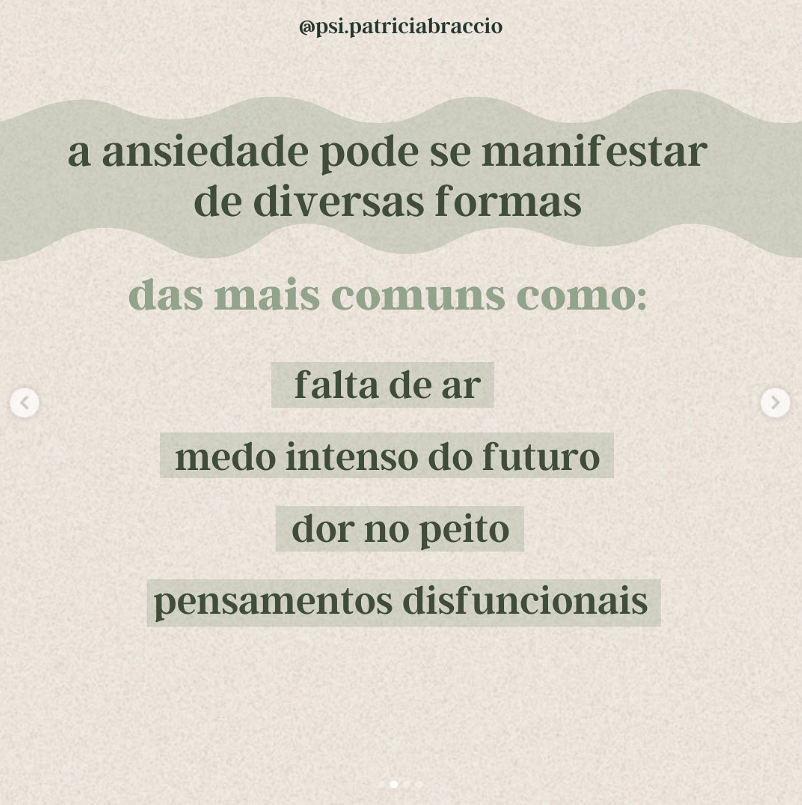 @psi.patriciabraccio
a ansiedade pode se manifestar
de diversas formas
das mais comuns como:
falta de ar
medo intenso do futuro
dor no peito
pensamentos disfuncionais